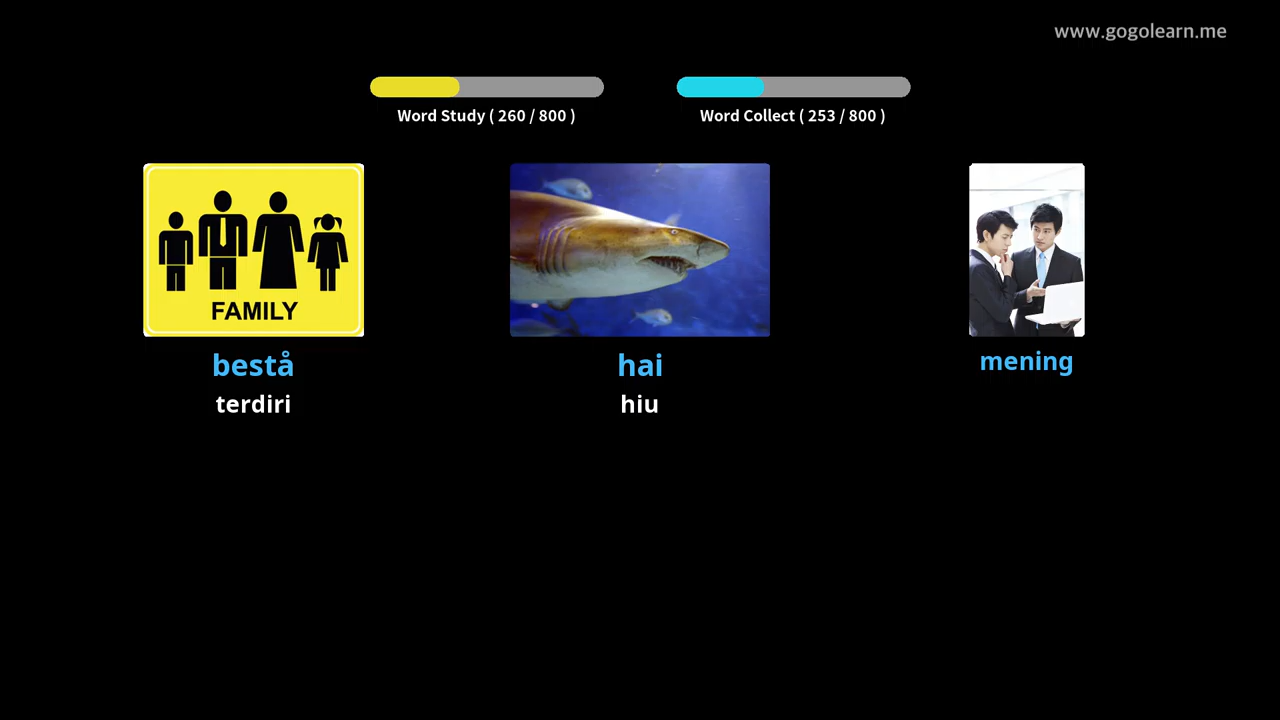 www.gogolearn.me
Word Study ( 260 / 800 )
Word Collect ( 253 / 800 )
FAMILY
bestå
hai
mening
terdiri
hiu